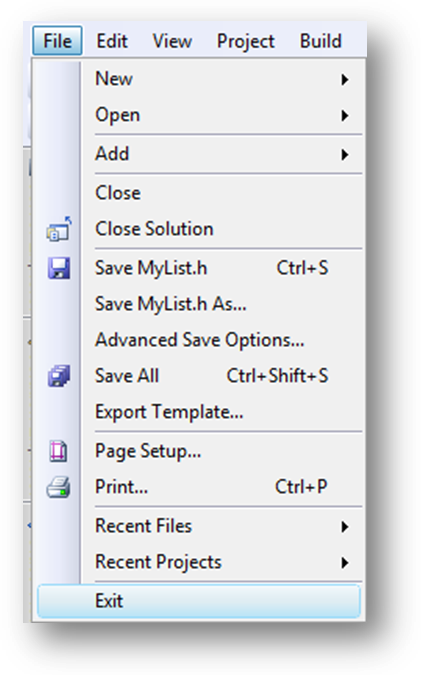 File Edit View Project Build
New
Open
Add
Close
Close Solution
Save MyList.h Ctrl+S
Save MyList.h As...
Advanced Save Options...
Save All Ctrl+Shift+S
Export Template...
Page Setup...
Print... Ctrl+P
Recent Files
Recent Projects
Exit